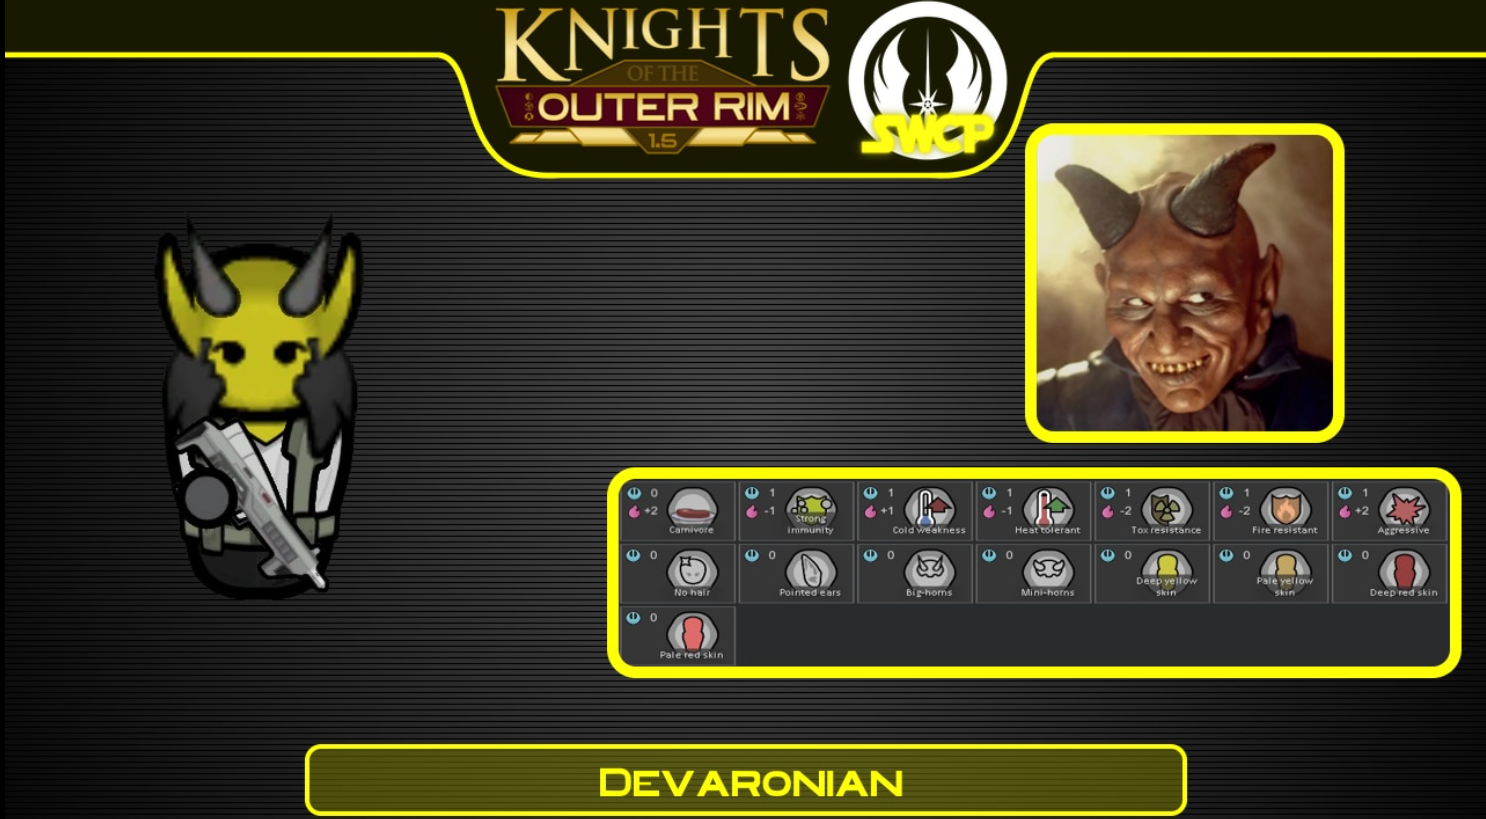 KNIGHTS
OF THE
OUTER RIM
1.5
SWCP
0
+2
Carnivore
1
-1
Strong
immunity
1
+1
Cold weakness
1
-1
Heat tolerant
1
-2
Tox resistance
1
-2
Fire resistant
1
+2
Aggressive
0
No hair
0
Pointed ears
0
Big-horns
0
Mini-horns
0
Deep yellow
skin
0
Pale yellow
skin
0
Deep red skin
0
Pale red skin
DEVARONIAN